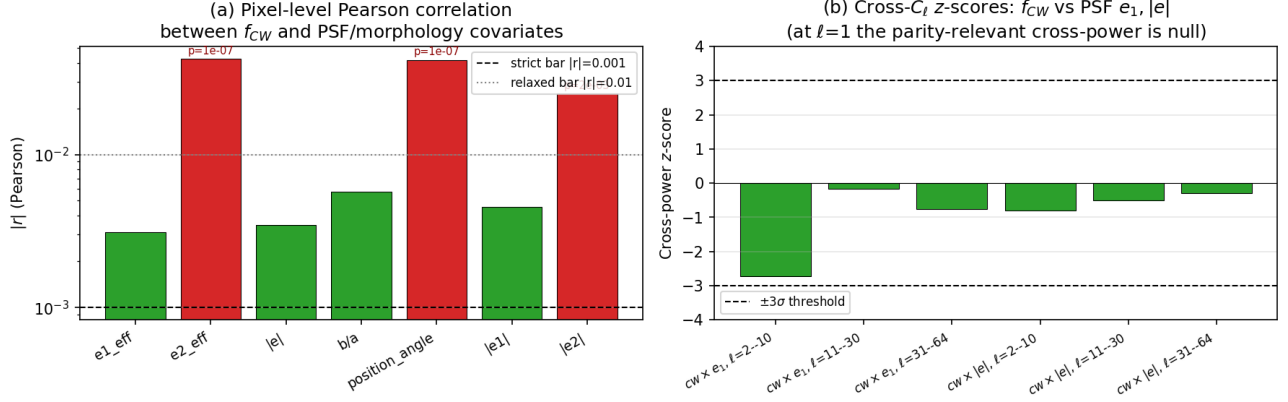 (a) Pixel-level Pearson correlation
between f_CW and PSF/morphology covariates
p=1e-07
p=1e-07
strict bar |r|=0.001
relaxed bar |r|=0.01
|r| (Pearson)
10⁻²
10⁻³
e1_eff
e2_eff
|e|
b/a
position_angle
|e1|
|e2|
(b) Cross-C_ℓ z-scores: f_CW vs PSF e₁, |e|
(at ℓ=1 the parity-relevant cross-power is null)
Cross-power z-score
4
3
2
1
0
−1
−2
−3
−4
±3σ threshold
cw × e₁, ℓ=2--10
cw × e₁, ℓ=11--30
cw × e₁, ℓ=31--64
cw × |e|, ℓ=2--10
cw × |e|, ℓ=11--30
cw × |e|, ℓ=31--64